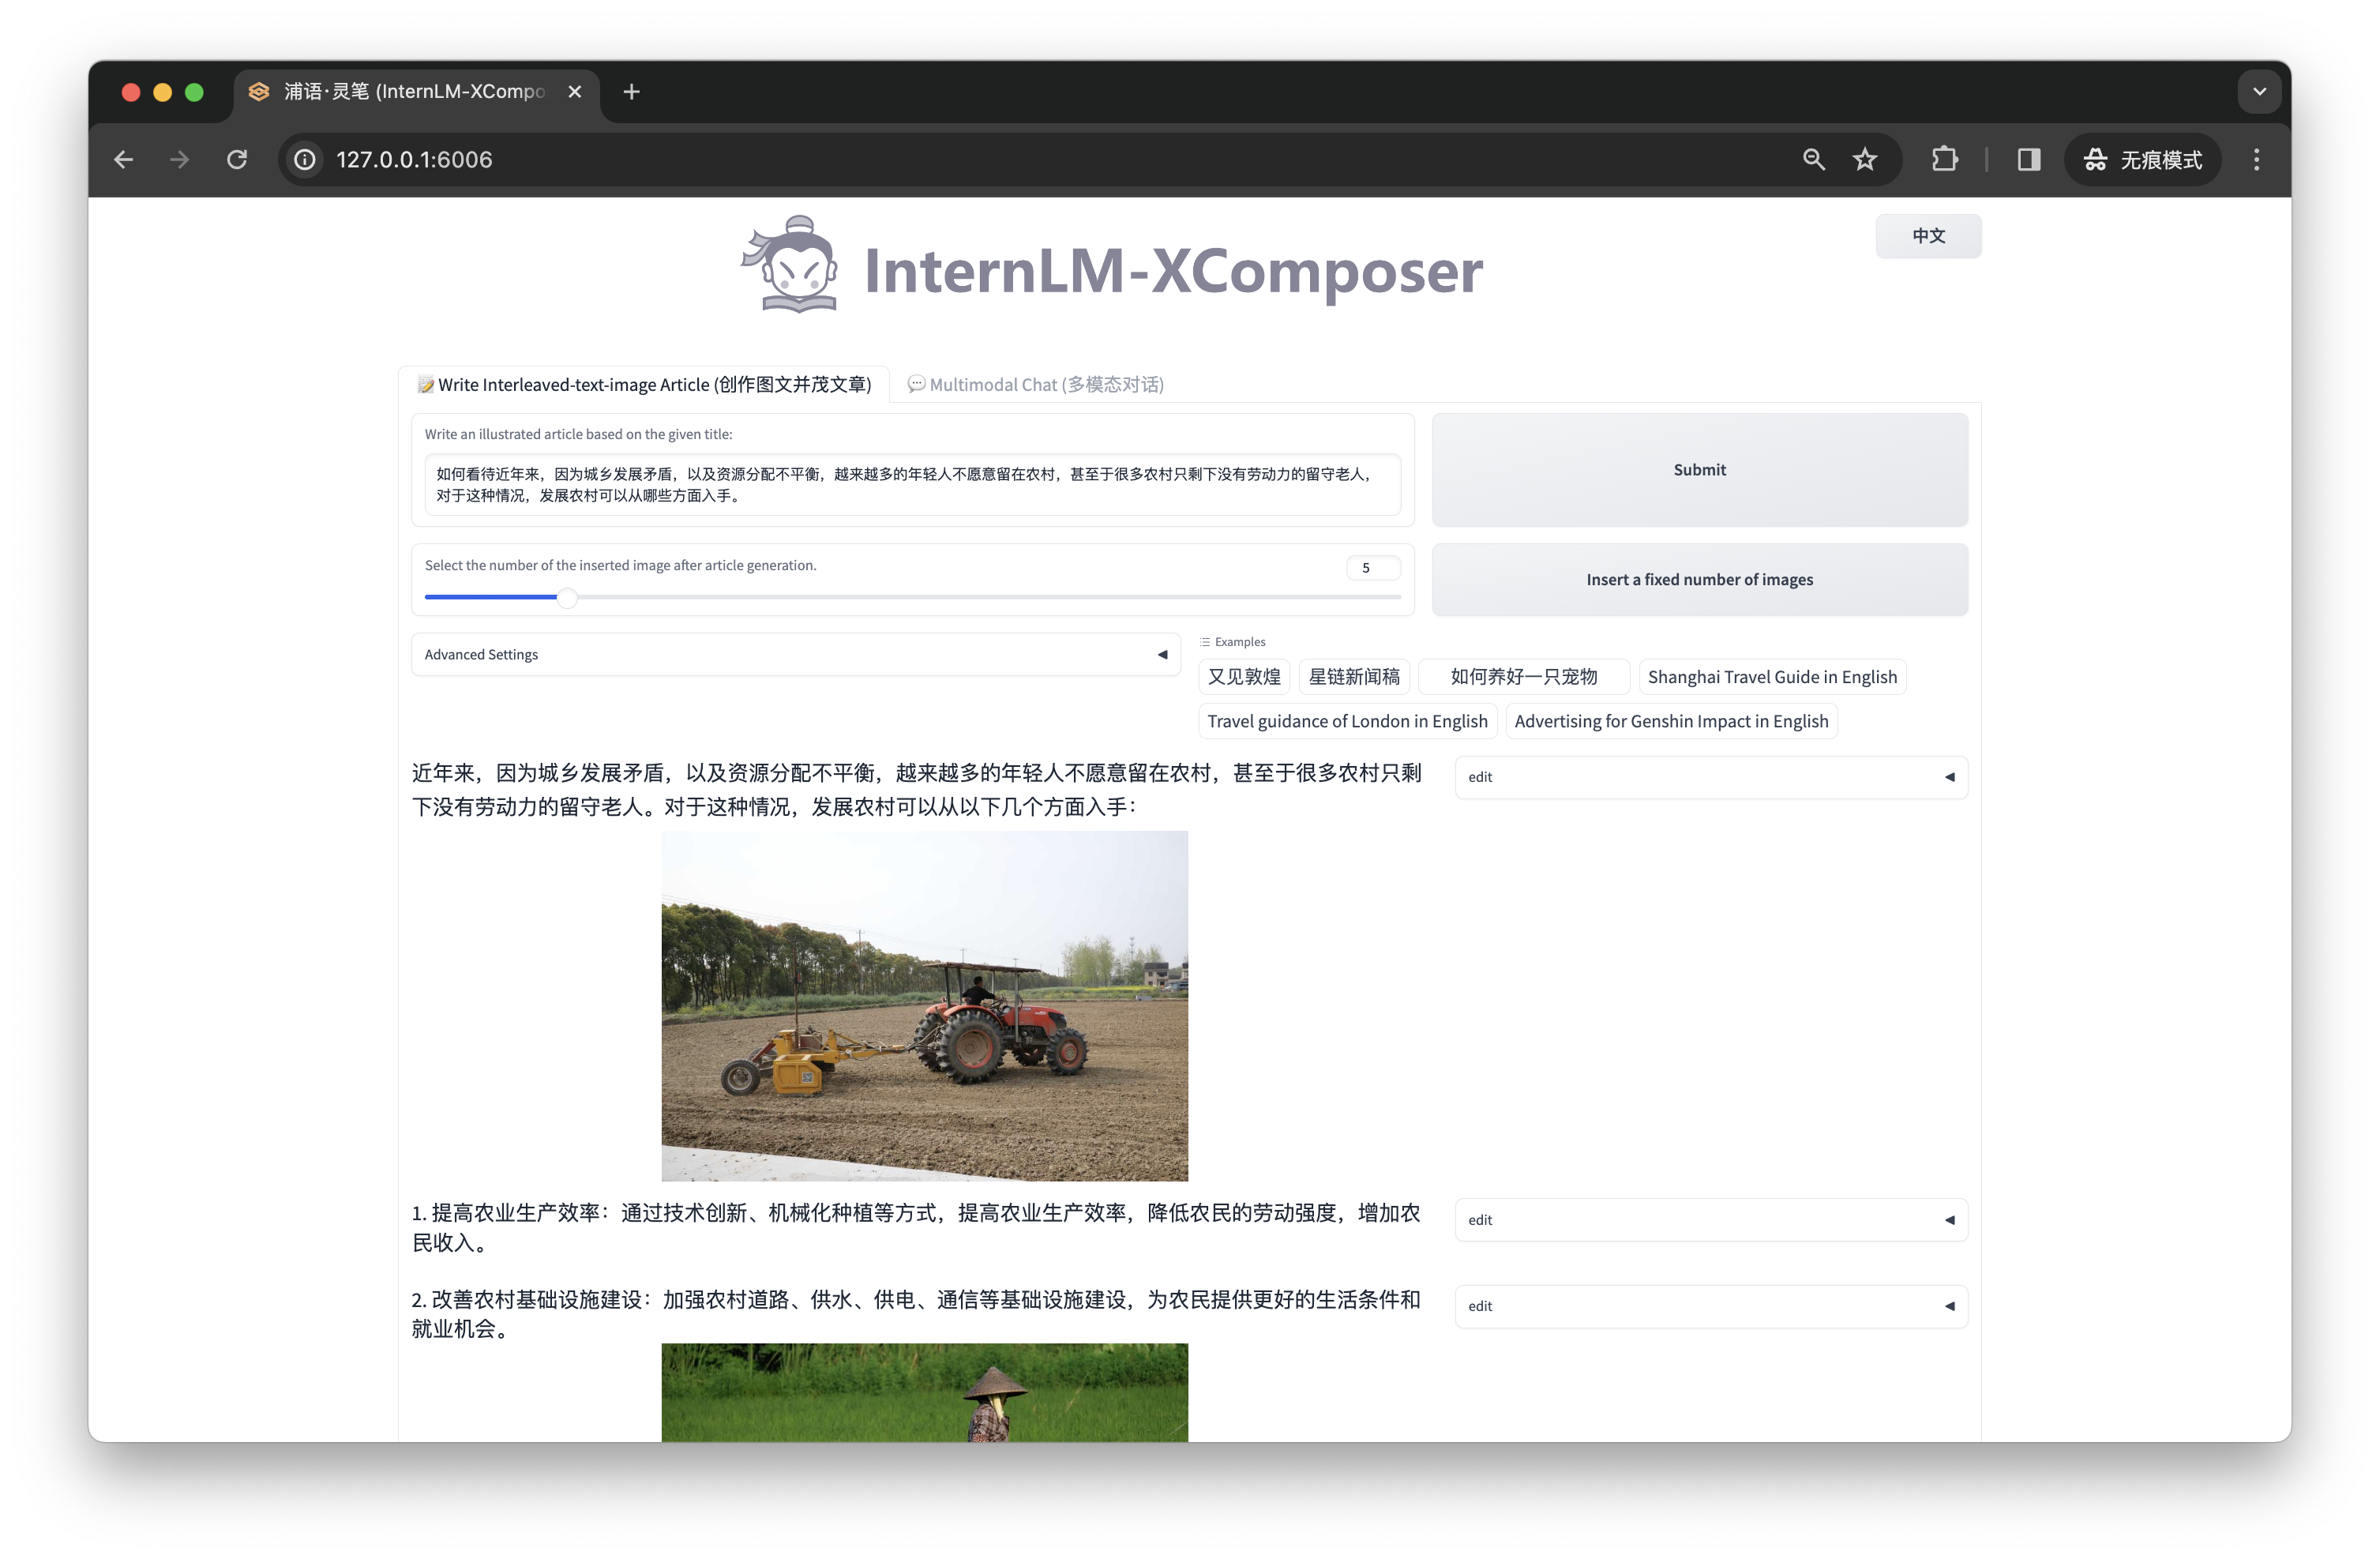 浦语·灵笔 (InternLM-XCompo
127.0.0.1:6006
无痕模式
InternLM-XComposer
中文
Write Interleaved-text-image Article (创作图文并茂文章)
Multimodal Chat (多模态对话)
Write an illustrated article based on the given title:
如何看待近年来，因为城乡发展矛盾，以及资源分配不平衡，越来越多的年轻人不愿意留在农村，甚至于很多农村只剩下没有劳动力的留守老人，
对于这种情况，发展农村可以从哪些方面入手。
Submit
Select the number of the inserted image after article generation.
5
Insert a fixed number of images
Advanced Settings
Examples
又见敦煌
星链新闻稿
如何养好一只宠物
Shanghai Travel Guide in English
Travel guidance of London in English
Advertising for Genshin Impact in English
近年来，因为城乡发展矛盾，以及资源分配不平衡，越来越多的年轻人不愿意留在农村，甚至于很多农村只剩
下没有劳动力的留守老人。对于这种情况，发展农村可以从以下几个方面入手：
edit
1. 提高农业生产效率：通过技术创新、机械化种植等方式，提高农业生产效率，降低农民的劳动强度，增加农
民收入。
edit
2. 改善农村基础设施建设：加强农村道路、供水、供电、通信等基础设施建设，为农民提供更好的生活条件和
就业机会。
edit